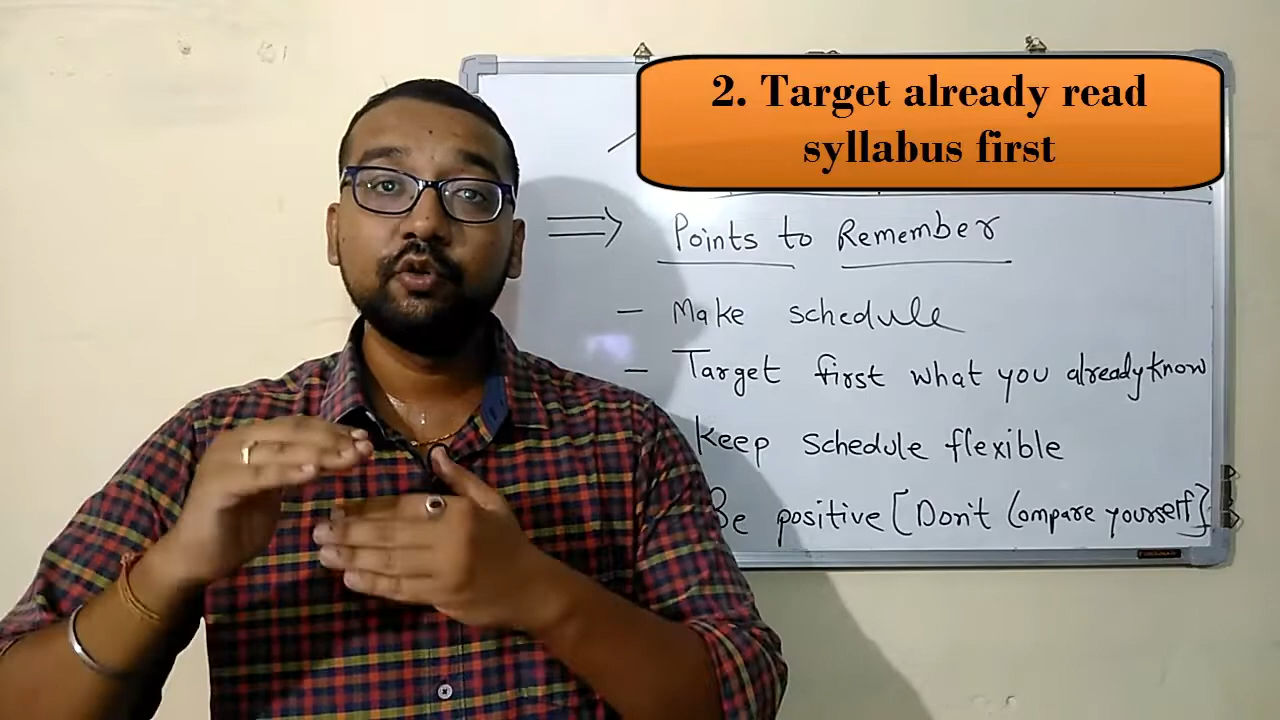 2. Target already read
syllabus first
Points to Remember
– Make schedule
– Target first what you already know
Keep schedule flexible
Be positive [Don't Compare yourself]